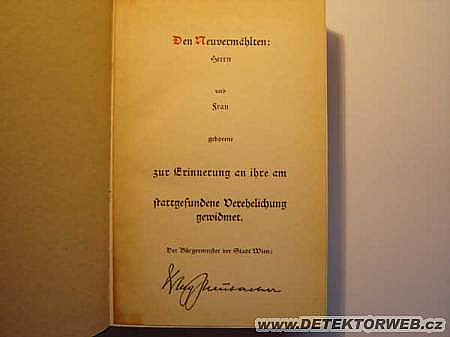 Den Neuvermählten:
Herrn
und
Frau
geborene
zur Erinnerung an ihre am
stattgefundene Verehelichung
gewidmet.
Der Bürgermeister der Stadt Wien:
WWW.DETEKTORWEB.CZ